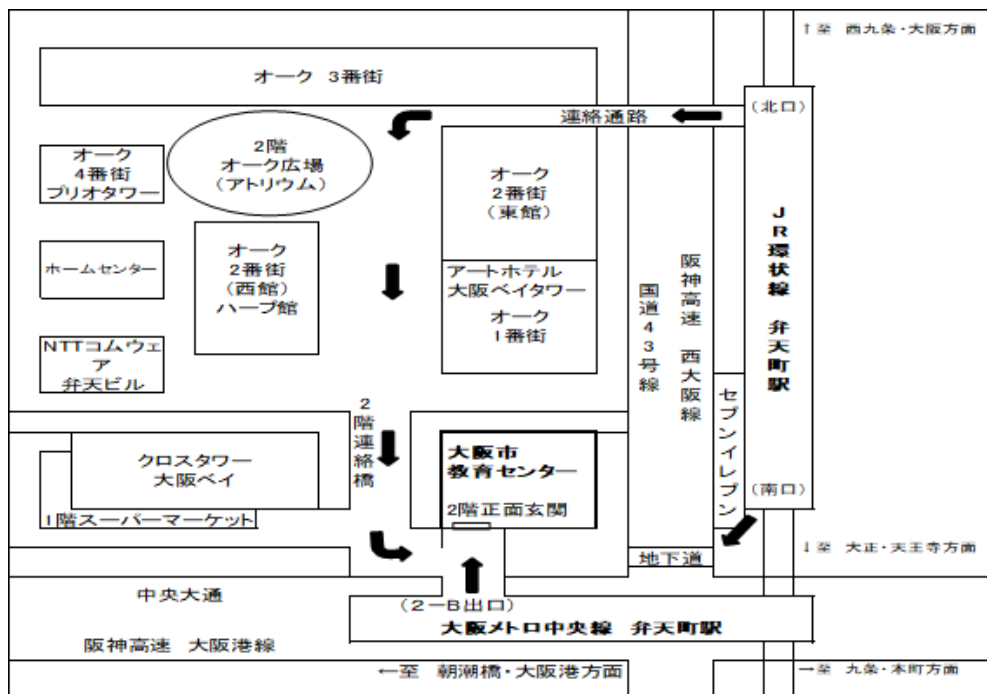 ↑至 西九条・大阪方面
オーク 3番街
(北口)
連絡通路
2階
オーク広場
(アトリウム)
オーク
4番街
プリオタワー
オーク
2番街
(東館)
ホームセンター
オーク
2番街
(西館)
ハープ館
アートホテル
大阪ベイタワー
オーク
1番街
国道43号線
阪神高速 西大阪線
JR環状線 弁天町駅
NTTコムウェ
ア
弁天ビル
セブンイレブン
2階連絡橋
クロスタワー
大阪ベイ
大阪市
教育センター
2階正面玄関
(南口)
1階スーパーマーケット
地下道
↓至 大正・天王寺方面
中央大通
(2-B出口)
大阪メトロ中央線 弁天町駅
阪神高速 大阪港線
←至 朝潮橋・大阪港方面
→至 九条・本町方面